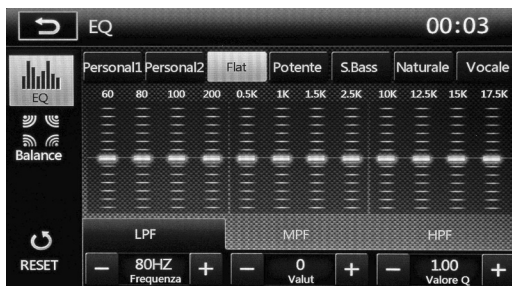 EQ 00:03
Personal1 Personal2 Flat Potente S.Bass Naturale Vocale
EQ
60 80 100 200 0.5K 1K 1.5K 2.5K 10K 12.5K 15K 17.5K
Balance
LPF MPF HPF
RESET
− 80HZ + − 0 + − 1.00 +
Frequenza Valut Valore Q